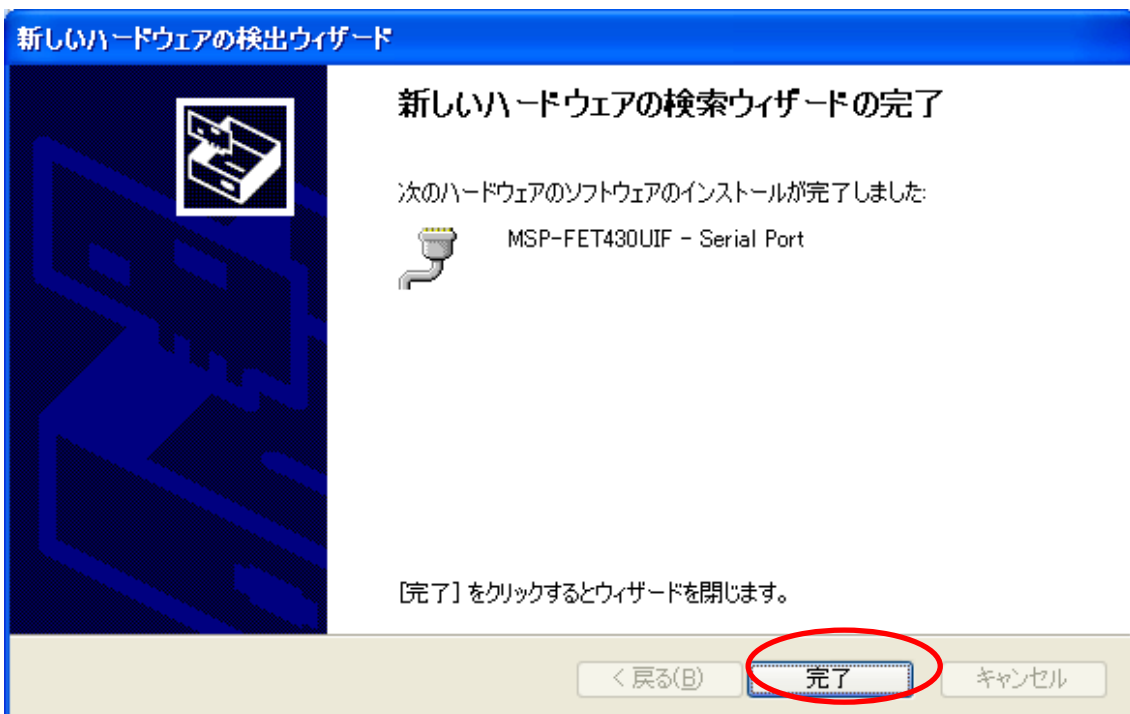 新しいハードウェアの検出ウィザード
新しいハードウェアの検索ウィザードの完了
次のハードウェアのソフトウェアのインストールが完了しました:
MSP-FET430UIF - Serial Port
[完了] をクリックするとウィザードを閉じます。
< 戻る(B)
完了
キャンセル